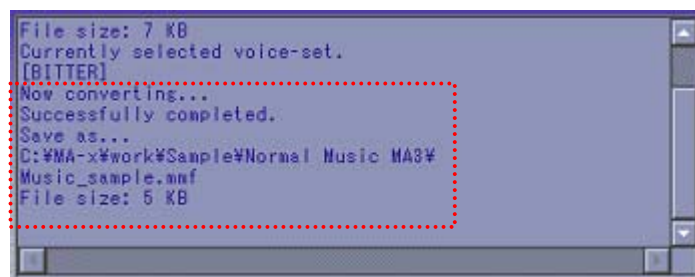 File size: 7 KB
Currently selected voice-set.
[BITTER]
Now converting...
Successfully completed.
Save as...
C:¥MA-x¥work¥Sample¥Normal Music MA3¥
Music_sample.mmf
File size: 5 KB